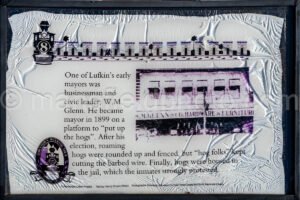 8
One of Lufkin's early
mayors was
businessman and
civic leader, W.M.
Glenn. He became
mayor in 1899 on a
platform to "put up
the hogs". After his
election, roaming
hogs were rounded up and fenced, but "hog folks" kept
cutting the barbed wire. Finally, hogs were housed in
the jail, which the inmates strongly protested.
W.M. GLENN HARDWARE & FURNITURE